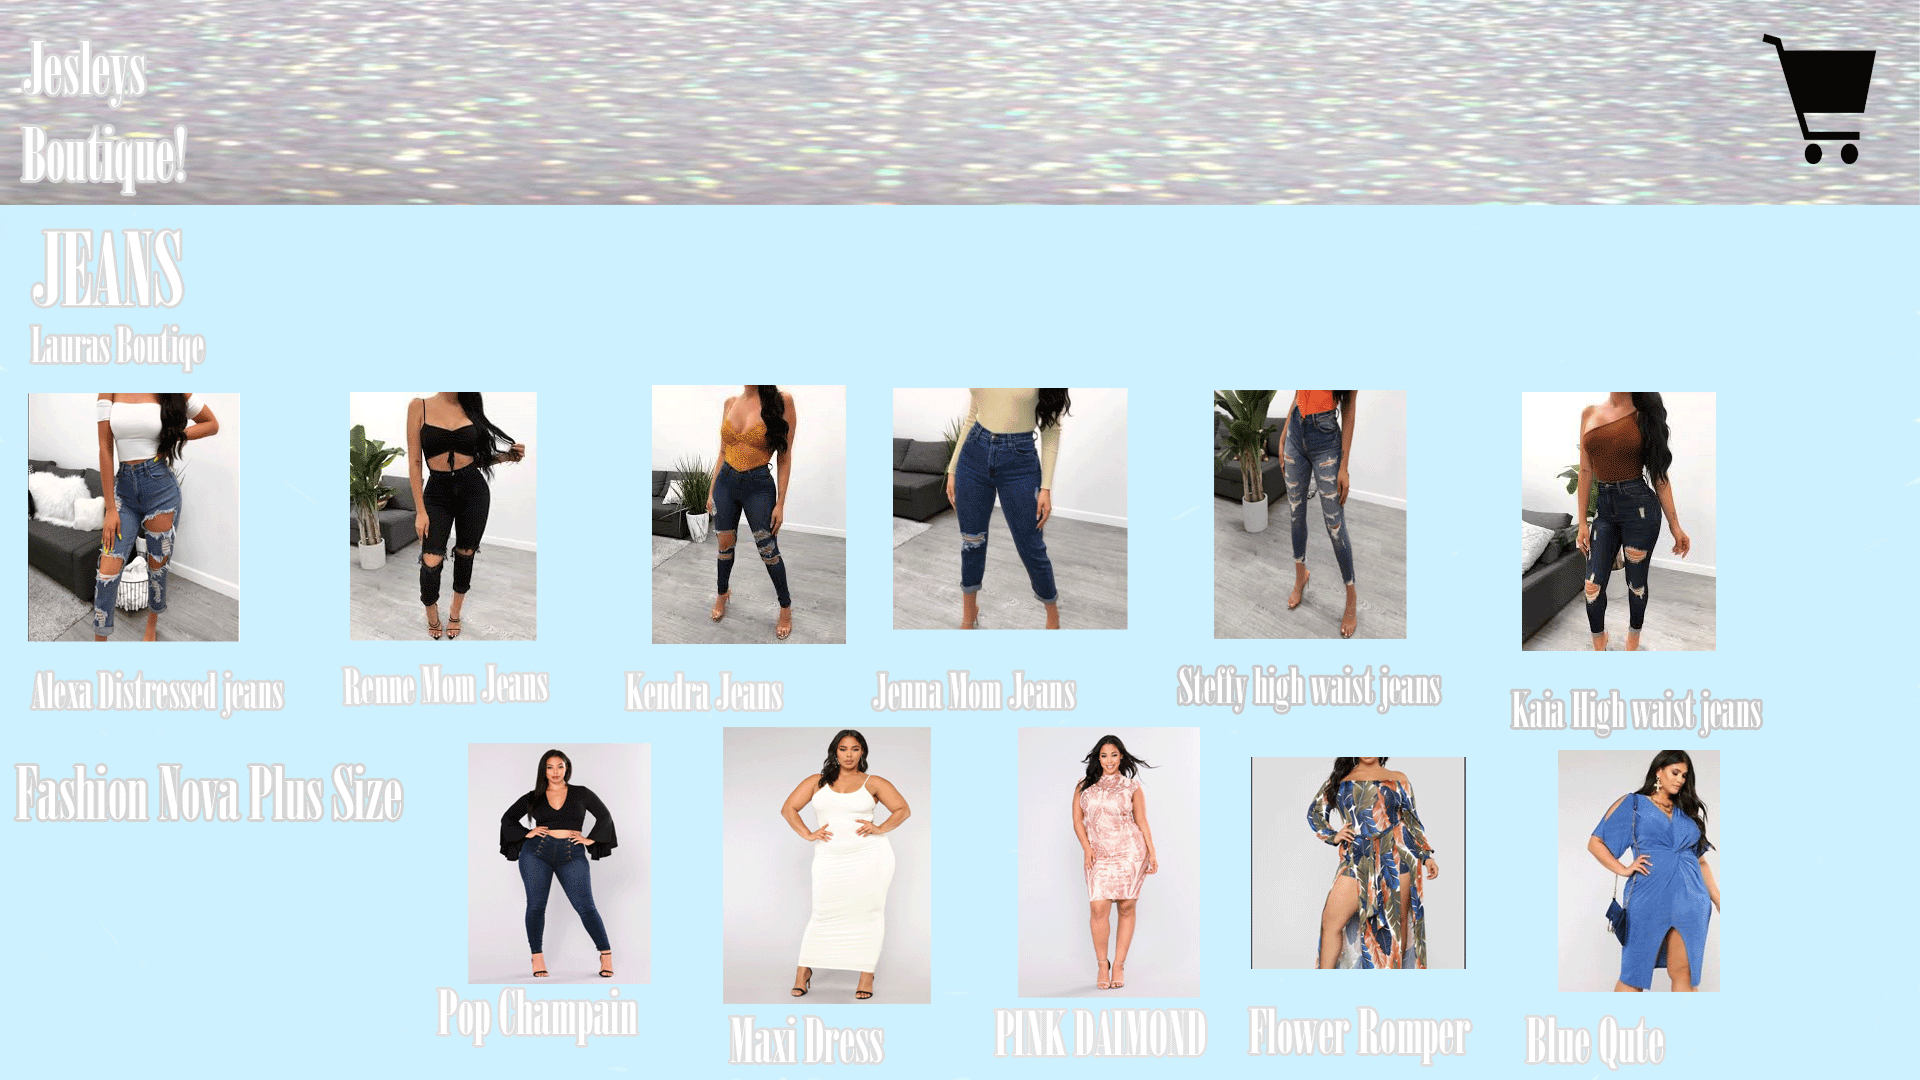 Jesleys
Boutique!
JEANS
Lauras Boutiqe
Alexa Distressed jeans
Renne Mom Jeans
Kendra Jeans
Jenna Mom Jeans
Steffy high waist jeans
Kaia High waist jeans
Fashion Nova Plus Size
Pop Champain
Maxi Dress
PINK DAIMOND
Flower Romper
Blue Qute